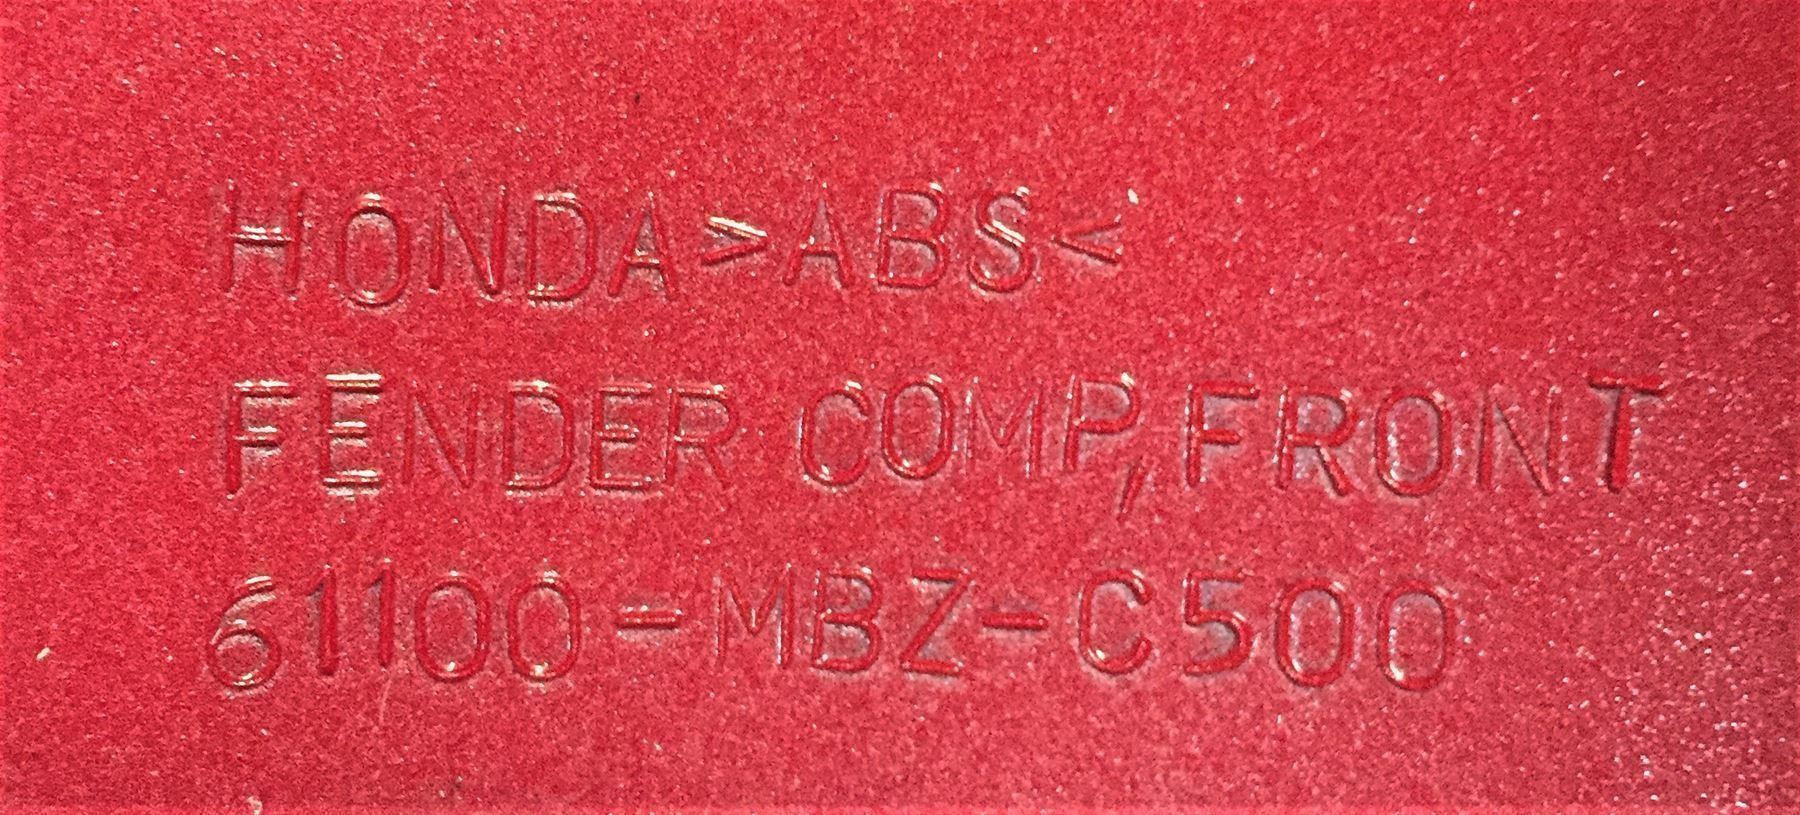 HONDA>ABS<
FENDER COMP,FRONT
61100-MBZ-C500